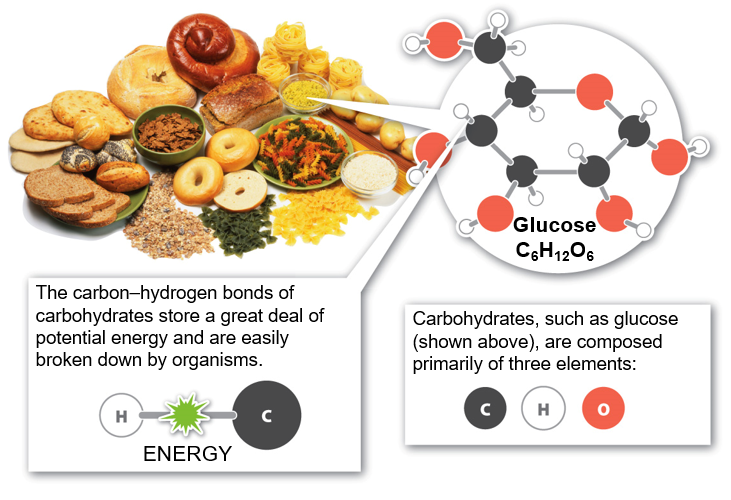 Glucose
C₆H₁₂O₆
The carbon–hydrogen bonds of
carbohydrates store a great deal of
potential energy and are easily
broken down by organisms.
H C
ENERGY
Carbohydrates, such as glucose
(shown above), are composed
primarily of three elements:
C H O